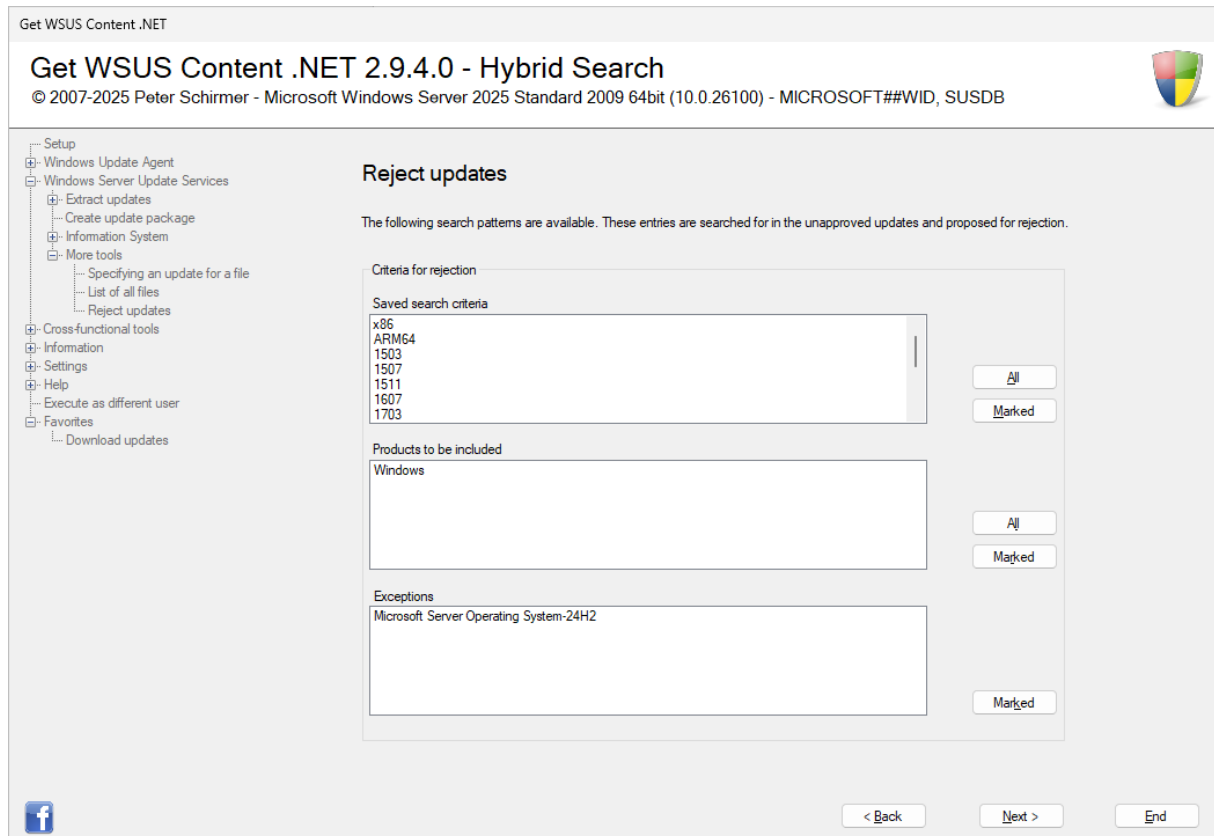 Get WSUS Content .NET
Get WSUS Content .NET 2.9.4.0 - Hybrid Search
© 2007-2025 Peter Schirmer - Microsoft Windows Server 2025 Standard 2009 64bit (10.0.26100) - MICROSOFT##WID, SUSDB
Setup
Windows Update Agent
Windows Server Update Services
Extract updates
Create update package
Information System
More tools
Specifying an update for a file
List of all files
Reject updates
Cross-functional tools
Information
Settings
Help
Execute as different user
Favorites
Download updates
Reject updates
The following search patterns are available. These entries are searched for in the unapproved updates and proposed for rejection.
Criteria for rejection
Saved search criteria
x86
ARM64
1503
1507
1511
1607
1703
All
Marked
Products to be included
Windows
All
Marked
Exceptions
Microsoft Server Operating System-24H2
Marked
< Back
Next >
End